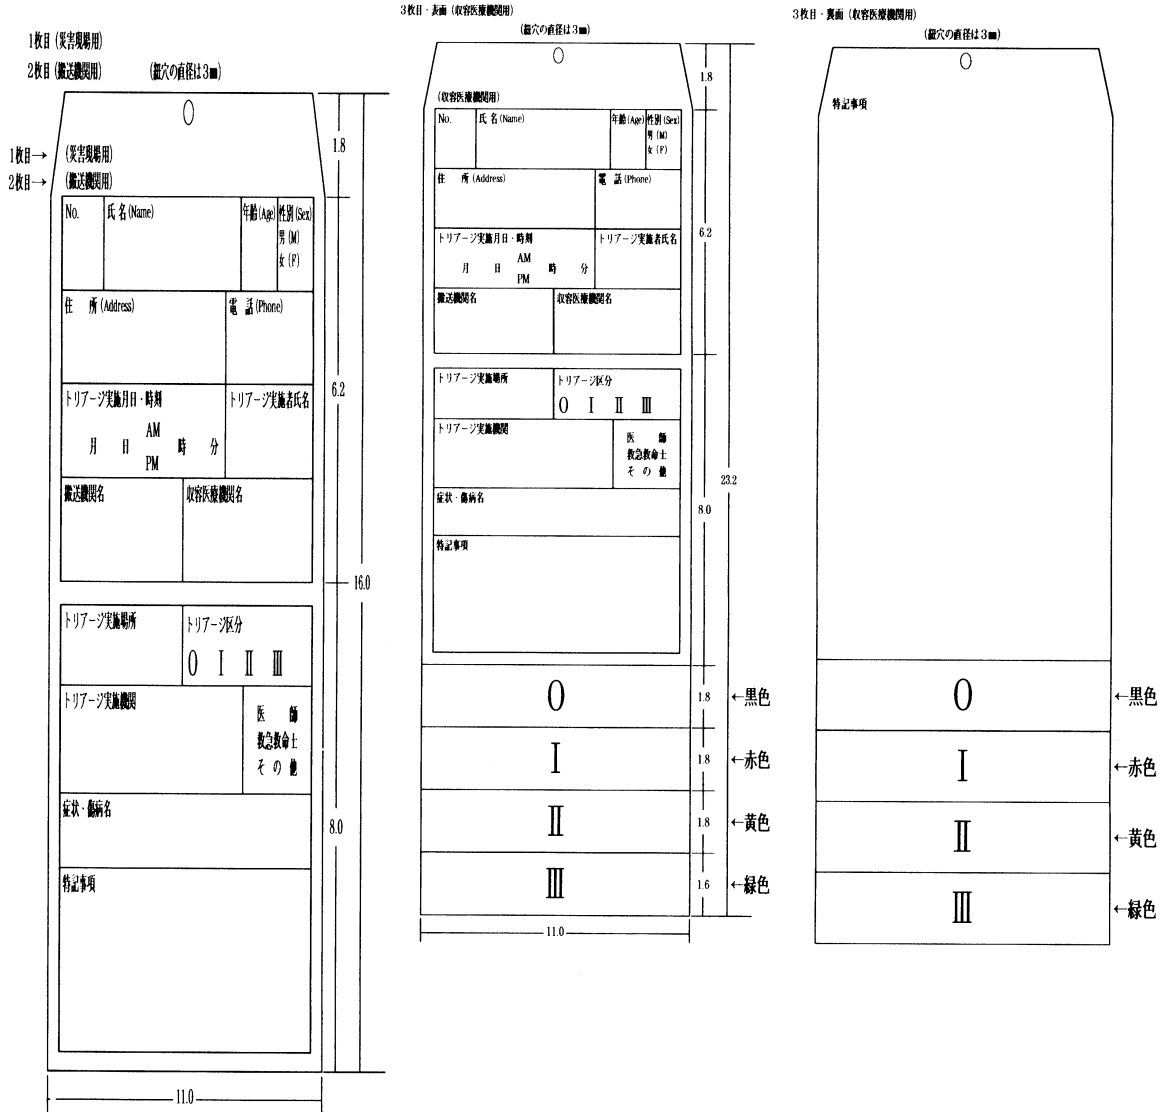 1枚目(災害現場用)
2枚目(搬送機関用) (紐穴の直径は3㎜)
1枚目→ (災害現場用)
2枚目→ (搬送機関用)
No. 氏名(Name) 年齢(Age) 性別(Sex)
男(M)
女(F)
住 所(Address) 電 話(Phone)
トリアージ実施月日・時刻 トリアージ実施者氏名
AM
月 日 時 分
PM
搬送機関名 収容医療機関名
トリアージ実施場所 トリアージ区分
0 Ⅰ Ⅱ Ⅲ
トリアージ実施機関
医 師
救急救命士
その他
症状・傷病名
特記事項
1.8
6.2
16.0
8.0
11.0
3枚目・表面(収容医療機関用)
(紐穴の直径は3㎜)
(収容医療機関用)
No. 氏名(Name) 年齢(Age) 性別(Sex)
男(M)
女(F)
住 所(Address) 電 話(Phone)
トリアージ実施月日・時刻 トリアージ実施者氏名
AM
月 日 時 分
PM
搬送機関名 収容医療機関名
トリアージ実施場所 トリアージ区分
0 Ⅰ Ⅱ Ⅲ
トリアージ実施機関
医 師
救急救命士
その他
症状・傷病名
特記事項
0
Ⅰ
Ⅱ
Ⅲ
1.8
6.2
23.2
8.0
1.8 ←黒色
1.8 ←赤色
1.8 ←黄色
1.6 ←緑色
11.0
3枚目・裏面(収容医療機関用)
(紐穴の直径は3㎜)
特記事項
0 ←黒色
Ⅰ ←赤色
Ⅱ ←黄色
Ⅲ ←緑色